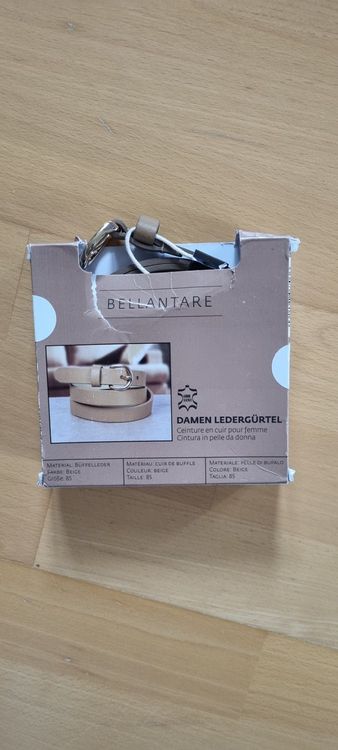 BELLANTARE
DAMEN LEDERGÜRTEL
Ceinture en cuir pour femme
Cintura in pelle da donna
MATERIAL: BÜFFELLEDER
FARBE: BEIGE
GRÖßE: 85
MATÉRIAU: CUIR DE BUFFLE
COULEUR: BEIGE
TAILLE: 85
MATERIALE: PELLE DI BUFALO
COLORE: BEIGE
TAGLIA: 85